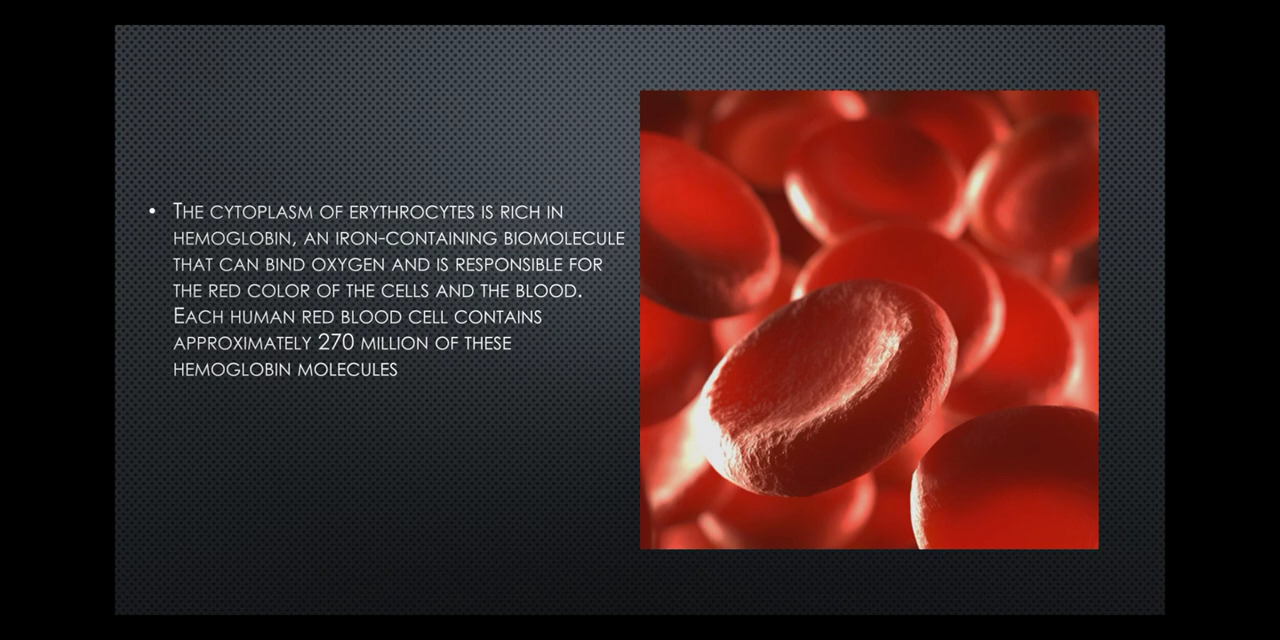 • The cytoplasm of erythrocytes is rich in
hemoglobin, an iron-containing biomolecule
that can bind oxygen and is responsible for
the red color of the cells and the blood.
Each human red blood cell contains
approximately 270 million of these
hemoglobin molecules